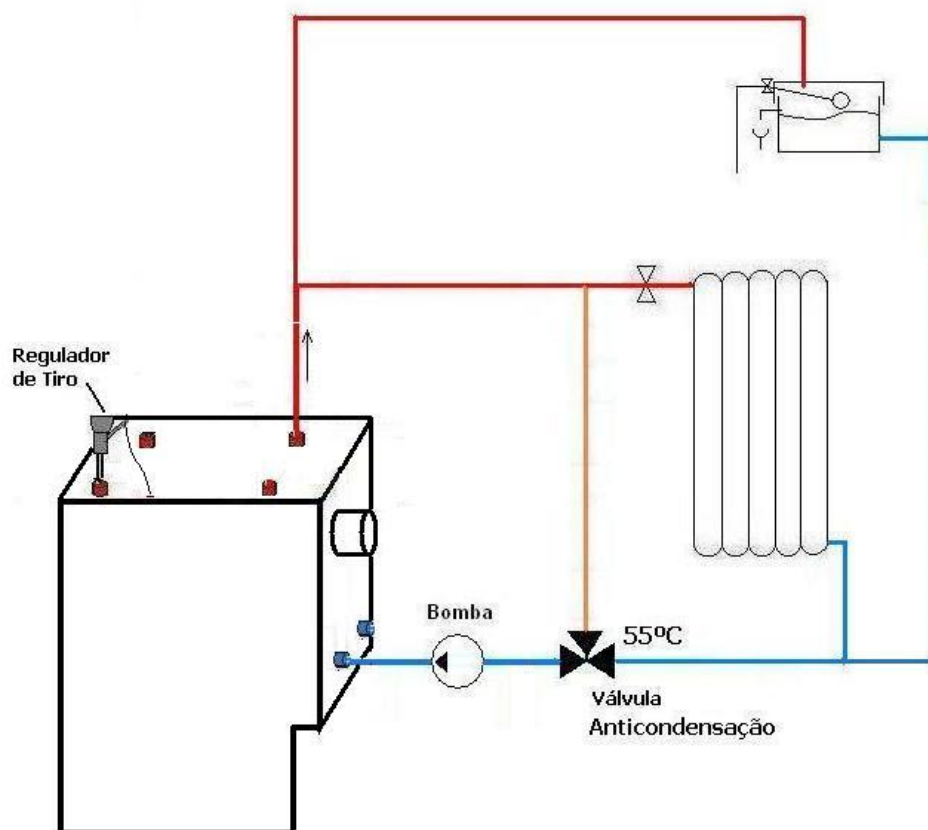 Regulador
de Tiro
Bomba
55ºC
Válvula
Anticondensação